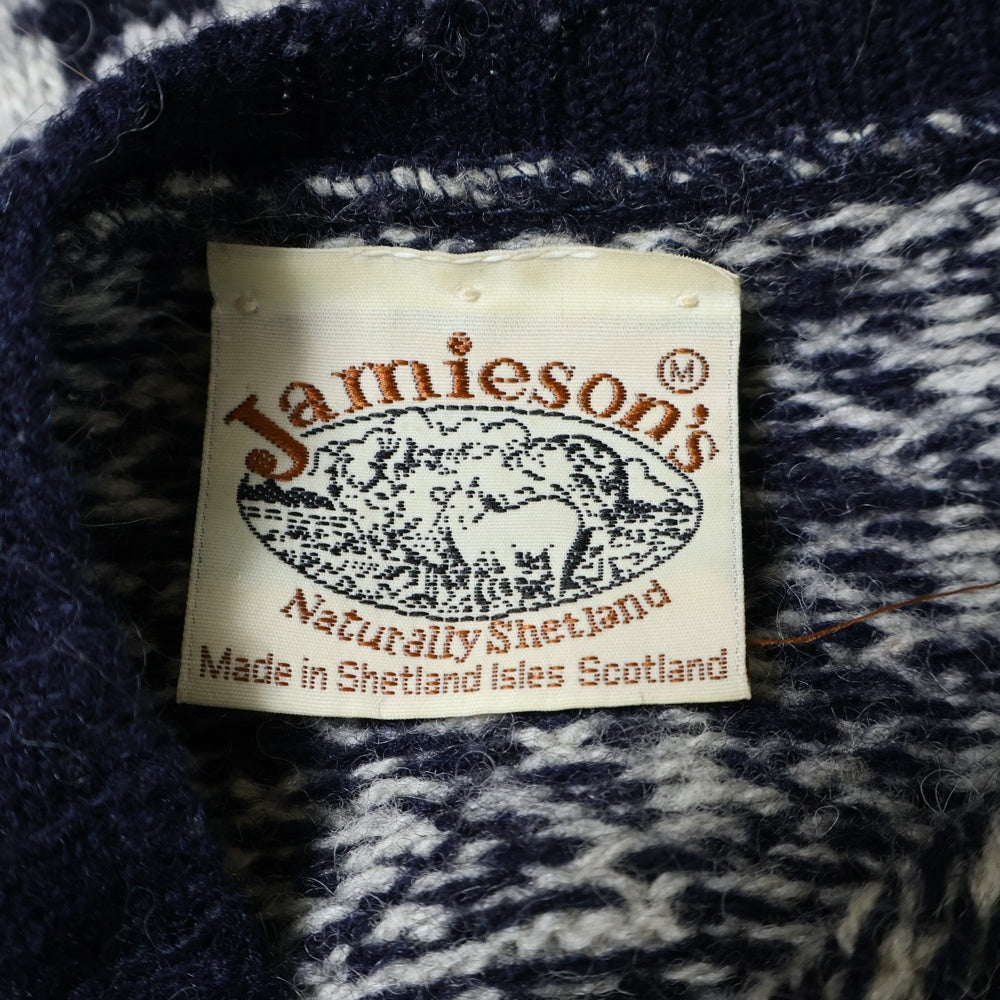 Jamieson's Ⓜ
Naturally Shetland
Made in Shetland Isles Scotland